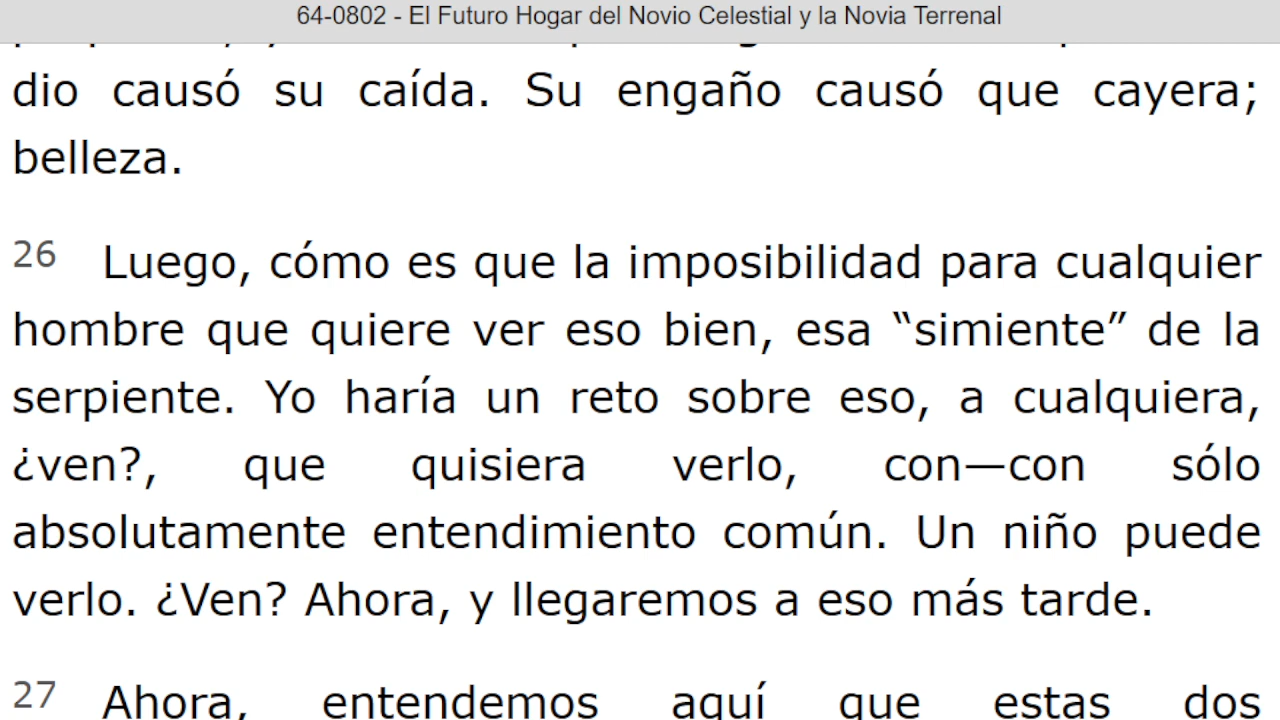 64-0802 - El Futuro Hogar del Novio Celestial y la Novia Terrenal
dio causó su caída. Su engaño causó que cayera;
belleza.
26 Luego, cómo es que la imposibilidad para cualquier
hombre que quiere ver eso bien, esa “simiente” de la
serpiente. Yo haría un reto sobre eso, a cualquiera,
¿ven?, que quisiera verlo, con—con sólo
absolutamente entendimiento común. Un niño puede
verlo. ¿Ven? Ahora, y llegaremos a eso más tarde.
27 Ahora, entendemos aquí que estas dos